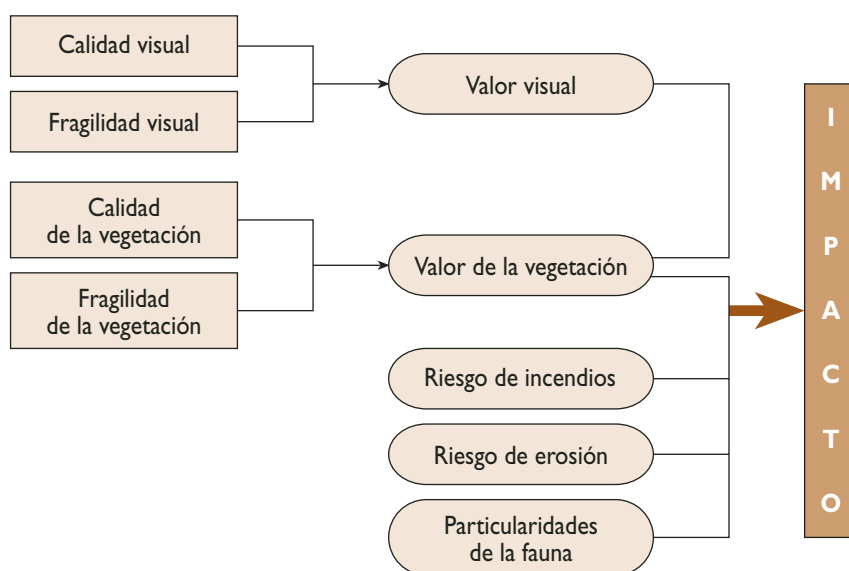 Calidad visual
Fragilidad visual
Calidad
de la vegetación
Fragilidad
de la vegetación
Valor visual
Valor de la vegetación
Riesgo de incendios
Riesgo de erosión
Particularidades
de la fauna
I
M
P
A
C
T
O